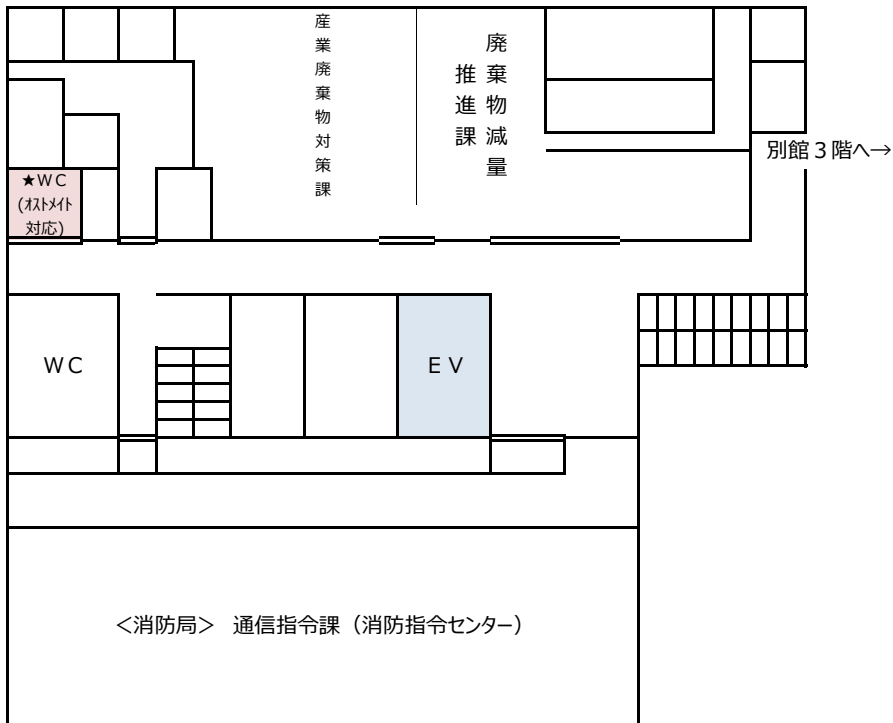 産業廃棄物対策課
廃棄物減量
推進課
別館３階へ→
★WC
(ｵｽﾄﾒｲﾄ
対応)
WC
ＥＶ
＜消防局＞　通信指令課（消防指令センター）